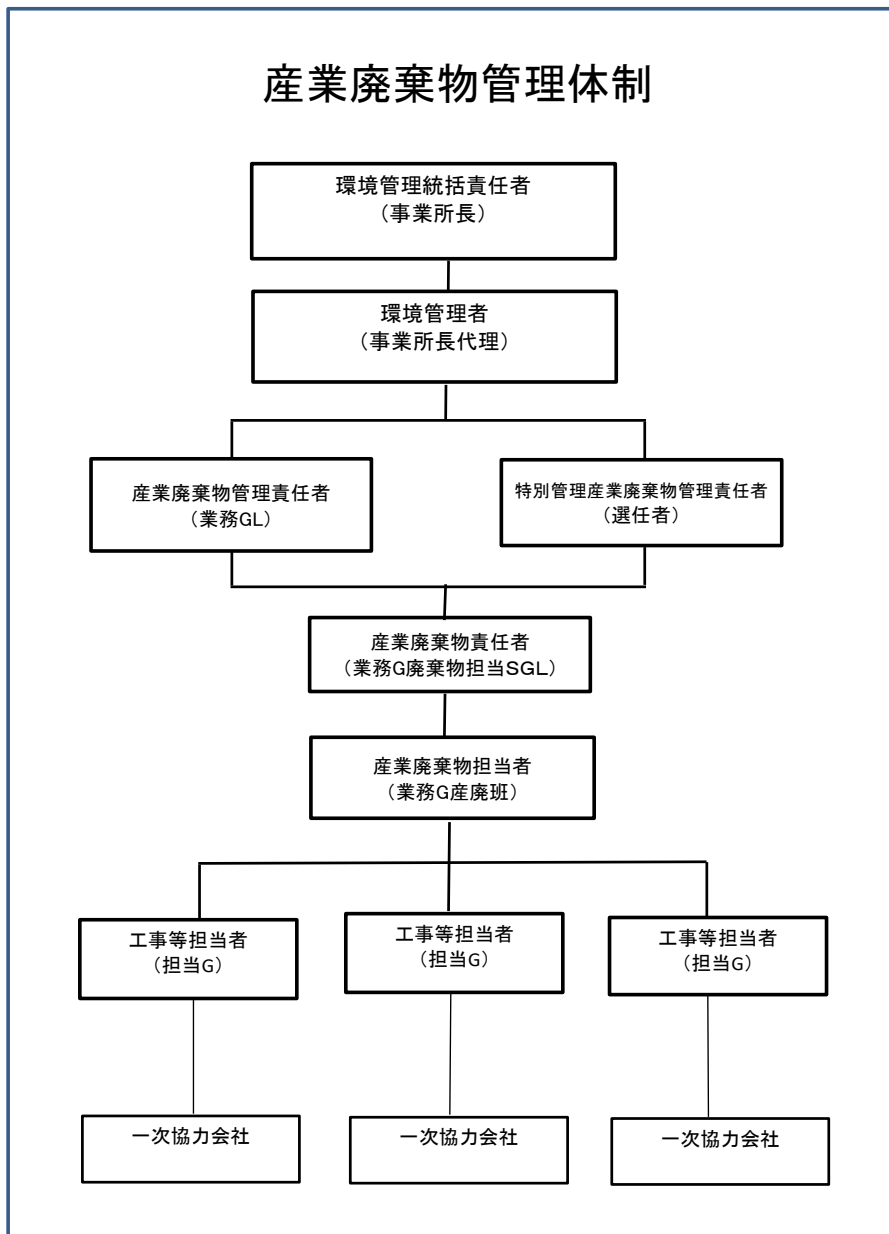 産業廃棄物管理体制
環境管理統括責任者
（事業所長）
環境管理者
（事業所長代理）
産業廃棄物管理責任者
（業務GL）
特別管理産業廃棄物管理責任者
（選任者）
産業廃棄物責任者
（業務G廃棄物担当SGL）
産業廃棄物担当者
（業務G産廃班）
工事等担当者
（担当G）
工事等担当者
（担当G）
工事等担当者
（担当G）
一次協力会社
一次協力会社
一次協力会社